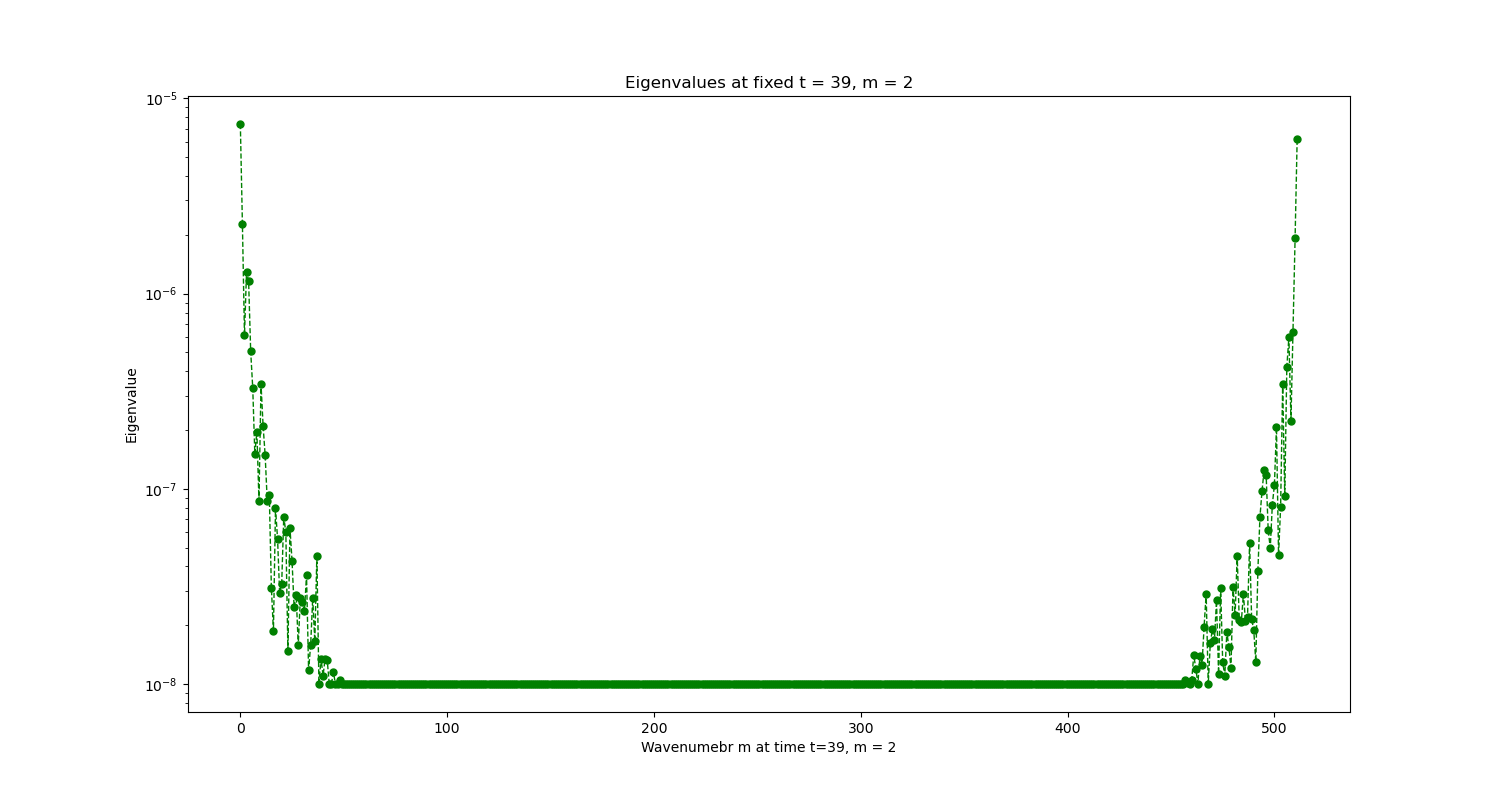 Eigenvalues at fixed t = 39, m = 2
10⁻⁵
10⁻⁶
10⁻⁷
10⁻⁸
Eigenvalue
0 100 200 300 400 500
Wavenumebr m at time t=39, m = 2